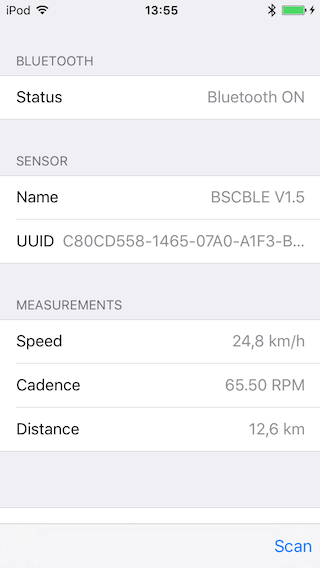 iPod 13:55
BLUETOOTH
Status Bluetooth ON
SENSOR
Name BSCBLE V1.5
UUID C80CD558-1465-07A0-A1F3-B...
MEASUREMENTS
Speed 24,8 km/h
Cadence 65.50 RPM
Distance 12,6 km
Scan